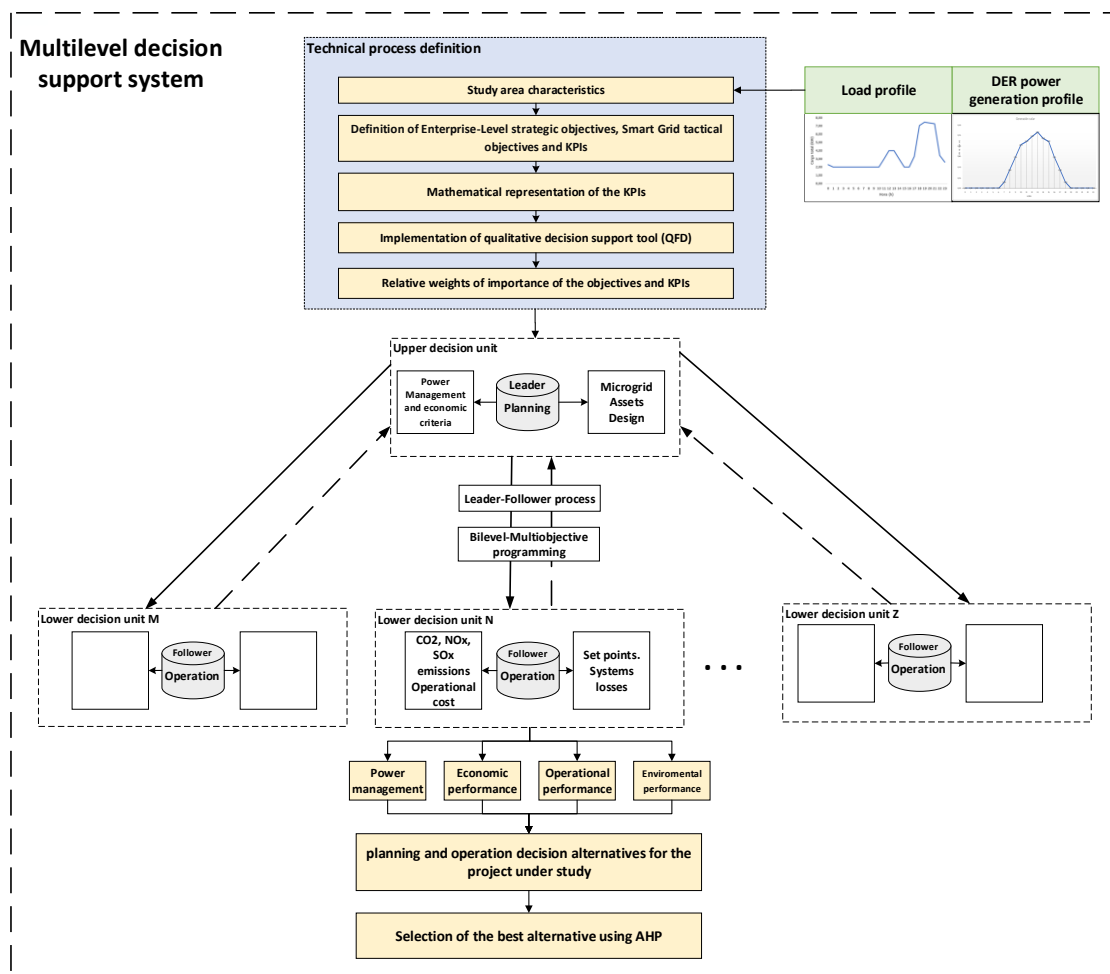 Multilevel decision
support system
Technical process definition
Study area characteristics
Definition of Enterprise-Level strategic objectives, Smart Grid tactical
objectives and KPIs
Mathematical representation of the KPIs
Implementation of qualitative decision support tool (QFD)
Relative weights of importance of the objectives and KPIs
Load profile
DER power
generation profile
Upper decision unit
Power
Management
and economic
criteria
Leader
Planning
Microgrid
Assets
Design
Leader-Follower process
Bilevel-Multiobjective
programming
Lower decision unit M
Follower
Operation
Lower decision unit N
CO2, NOx,
SOx
emissions
Operational
cost
Follower
Operation
Set points.
Systems
losses
Lower decision unit Z
Follower
Operation
Power
management
Economic
performance
Operational
performance
Enviromental
performance
planning and operation decision alternatives for the
project under study
Selection of the best alternative using AHP